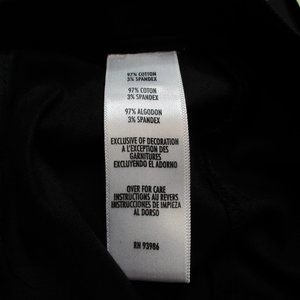 97% COTTON
3% SPANDEX
97% COTON
3% SPANDEX
97% ALGODON
3% SPANDEX
EXCLUSIVE OF DECORATION
A L'EXCEPTION DES
GARNITURES
EXCLUYENDO EL ADORNO
OVER FOR CARE
INSTRUCTIONS AU REVERS
INSTRUCCIONES DE LIMPIEZA
AL DORSO
RN 93986